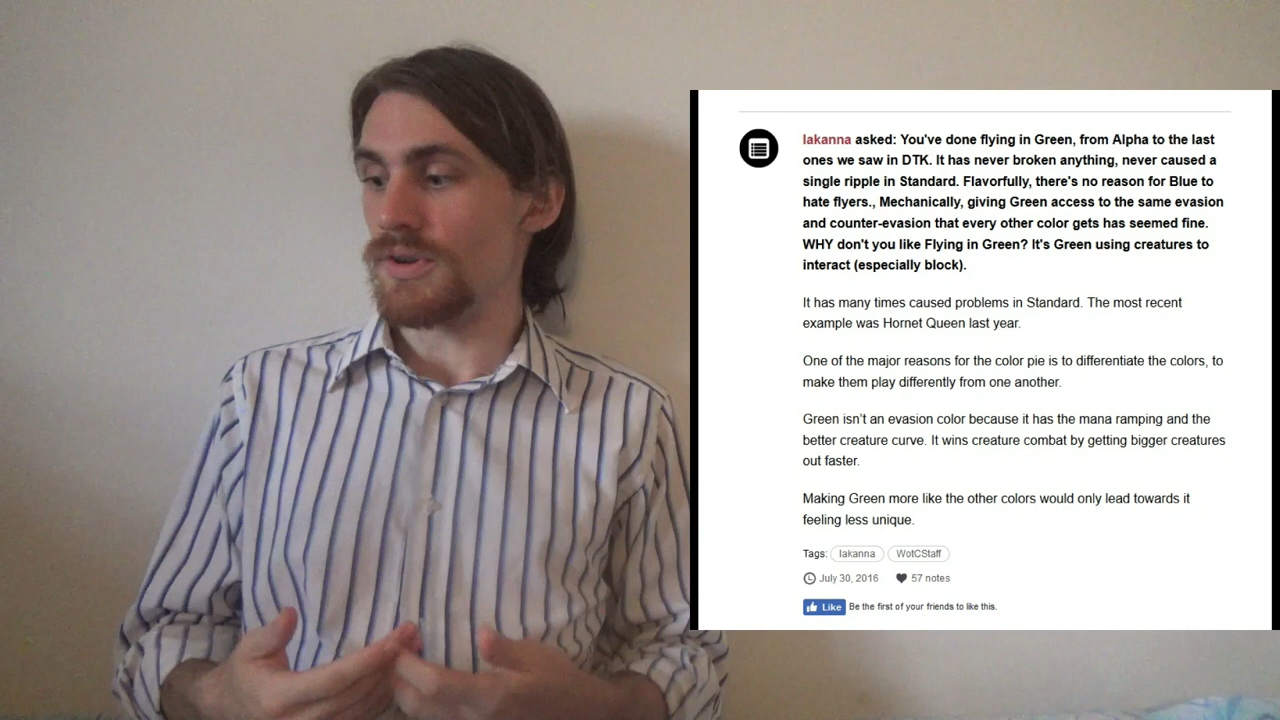 lakanna asked: You've done flying in Green, from Alpha to the last
ones we saw in DTK. It has never broken anything, never caused a
single ripple in Standard. Flavorfully, there's no reason for Blue to
hate flyers., Mechanically, giving Green access to the same evasion
and counter-evasion that every other color gets has seemed fine.
WHY don't you like Flying in Green? It's Green using creatures to
interact (especially block).
It has many times caused problems in Standard. The most recent
example was Hornet Queen last year.
One of the major reasons for the color pie is to differentiate the colors, to
make them play differently from one another.
Green isn't an evasion color because it has the mana ramping and the
better creature curve. It wins creature combat by getting bigger creatures
out faster.
Making Green more like the other colors would only lead towards it
feeling less unique.
Tags: lakanna WotCStaff
July 30, 2016 57 notes
Like Be the first of your friends to like this.